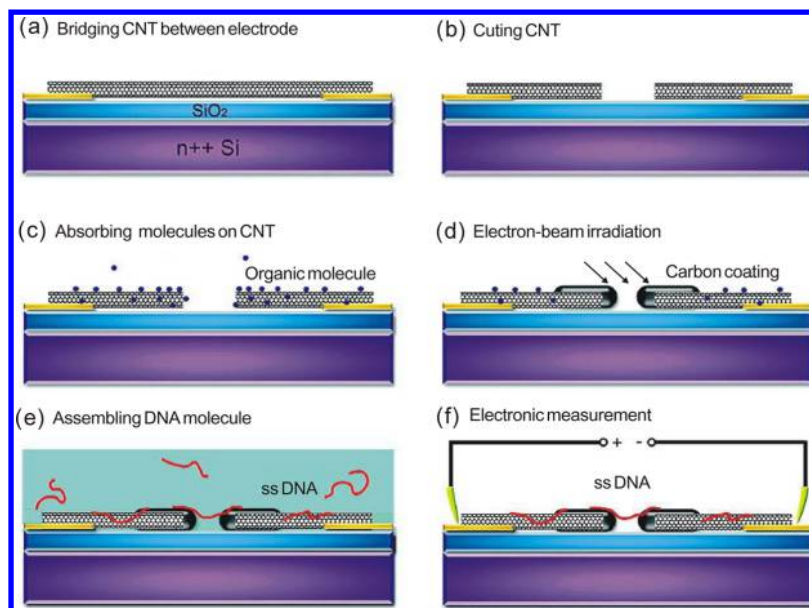 (a) Bridging CNT between electrode
SiO2
n++ Si
(b) Cuting CNT
(c) Absorbing molecules on CNT
Organic molecule
(d) Electron-beam irradiation
Carbon coating
(e) Assembling DNA molecule
ss DNA
(f) Electronic measurement
+ -
ss DNA